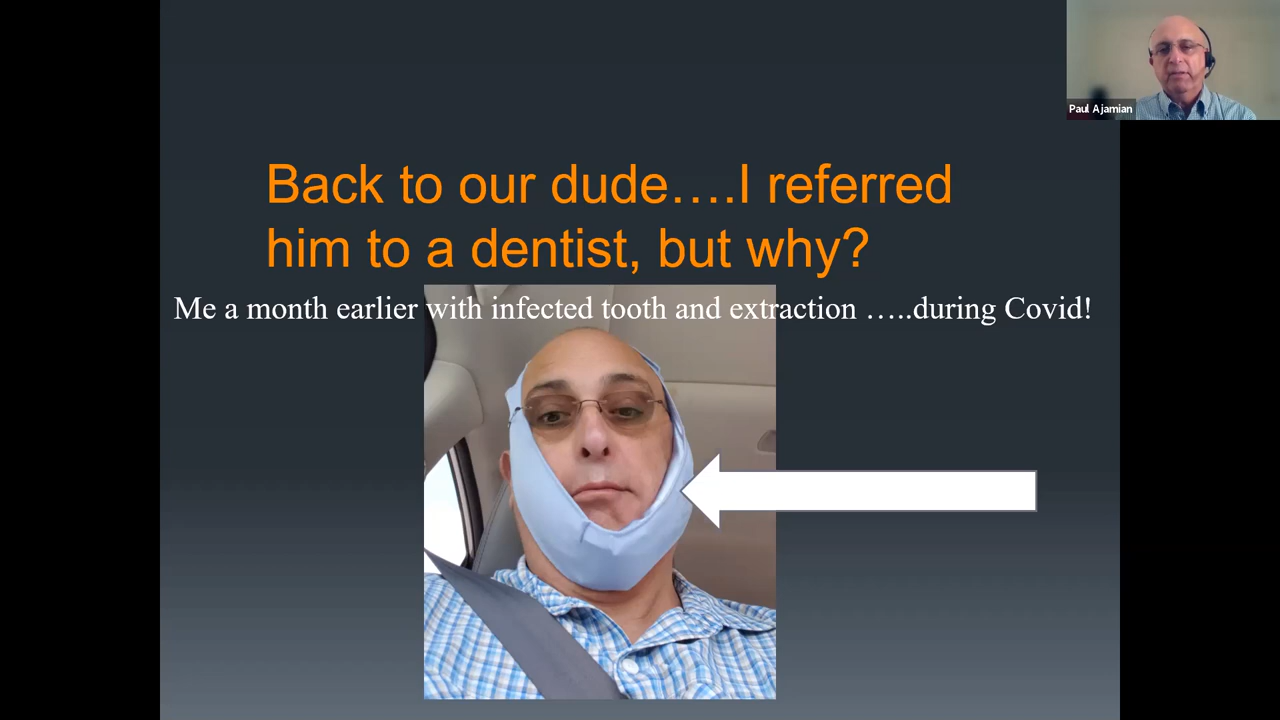 Paul Ajamian
Back to our dude….I referred
him to a dentist, but why?
Me a month earlier with infected tooth and extraction …..during Covid!